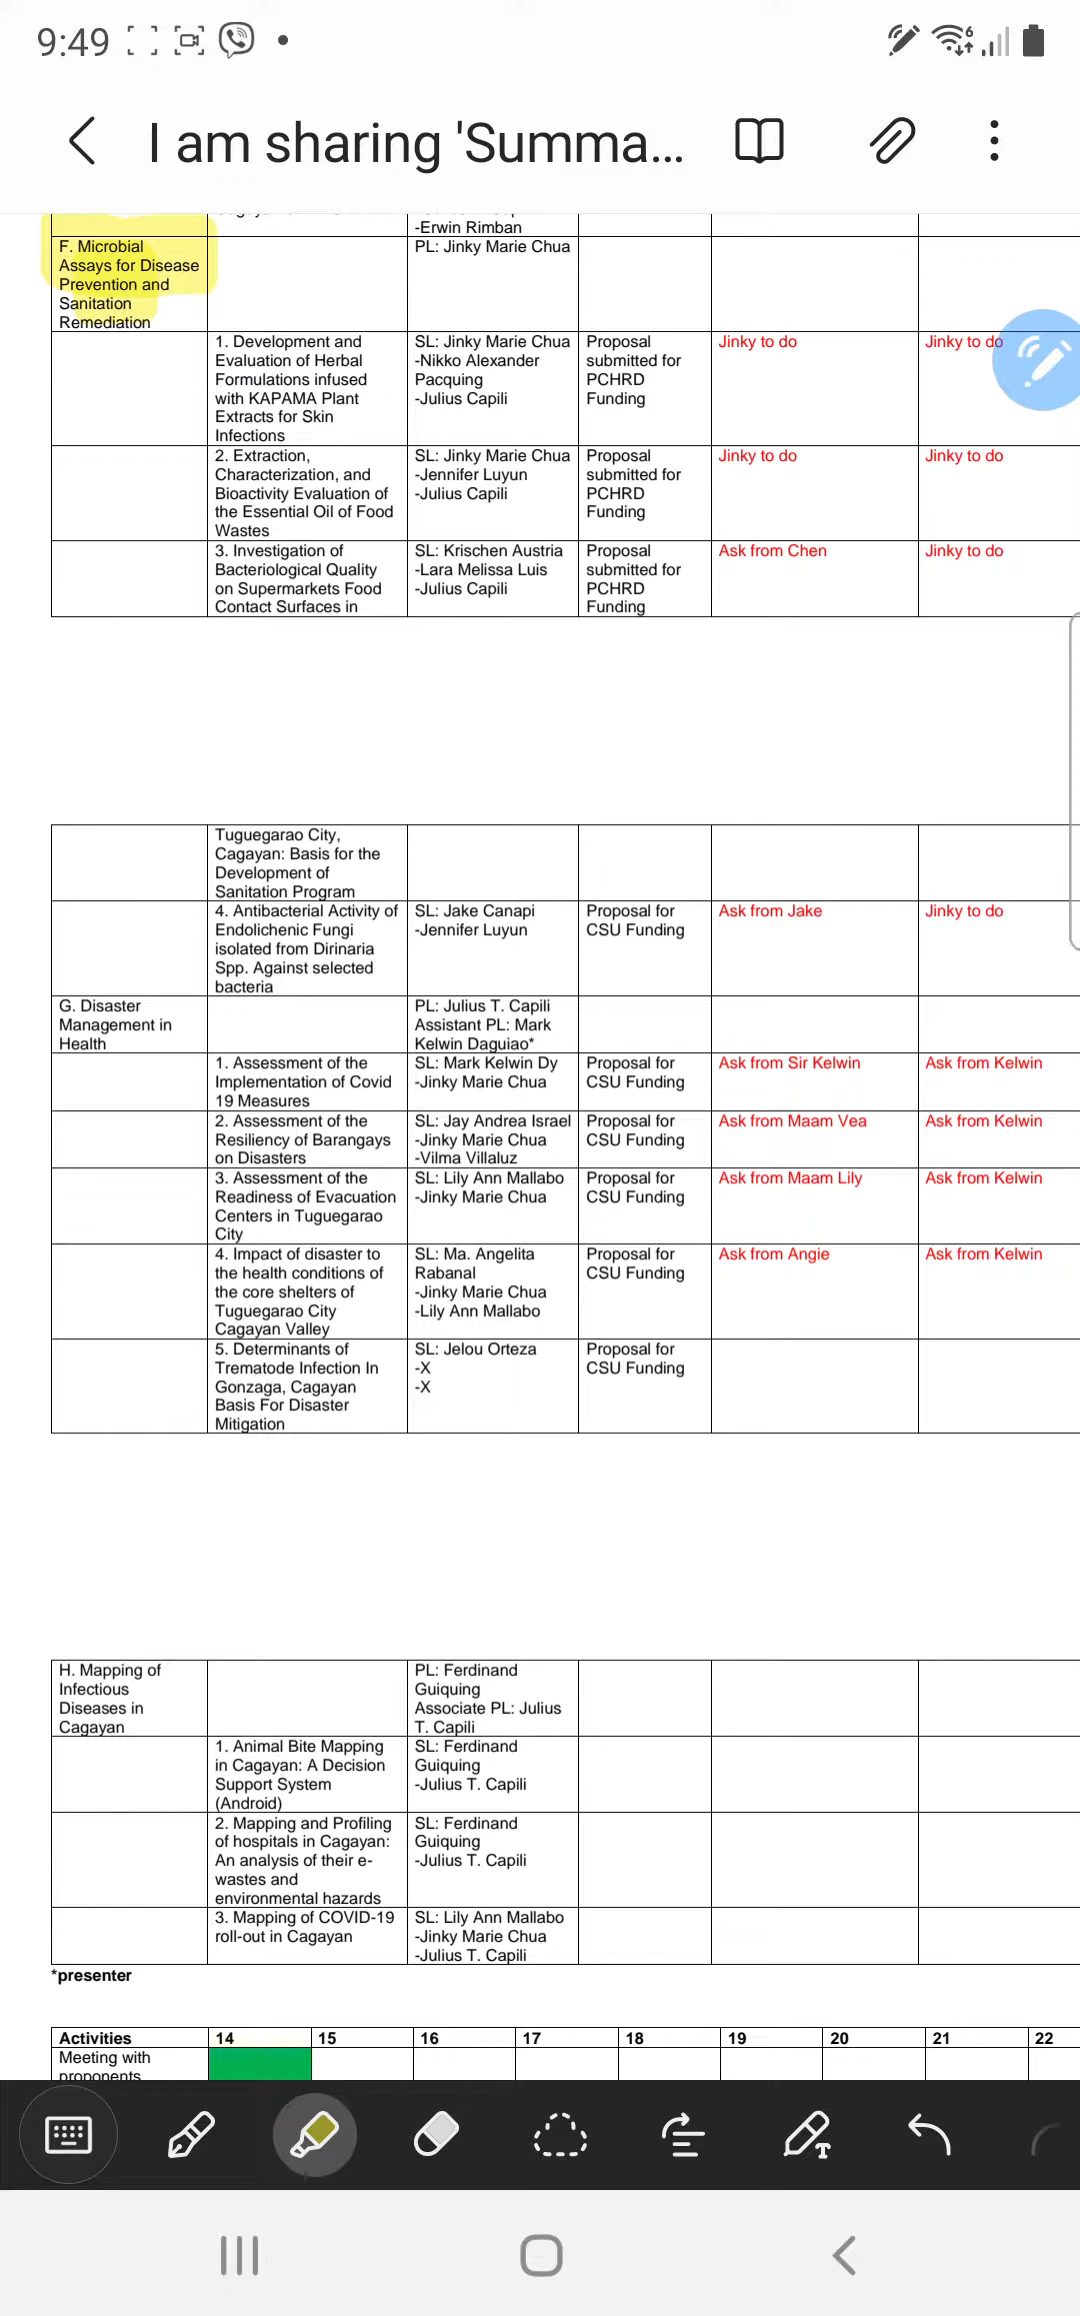 9:49
I am sharing 'Summa...
-Erwin Rimban
F. Microbial
Assays for Disease
Prevention and
Sanitation
Remediation
PL: Jinky Marie Chua
1. Development and
Evaluation of Herbal
Formulations infused
with KAPAMA Plant
Extracts for Skin
Infections
SL: Jinky Marie Chua
-Nikko Alexander
Pacquing
-Julius Capili
Proposal
submitted for
PCHRD
Funding
Jinky to do
Jinky to do
2. Extraction,
Characterization, and
Bioactivity Evaluation of
the Essential Oil of Food
Wastes
SL: Jinky Marie Chua
-Jennifer Luyun
-Julius Capili
Proposal
submitted for
PCHRD
Funding
Jinky to do
Jinky to do
3. Investigation of
Bacteriological Quality
on Supermarkets Food
Contact Surfaces in
SL: Krischen Austria
-Lara Melissa Luis
-Julius Capili
Proposal
submitted for
PCHRD
Funding
Ask from Chen
Jinky to do
Tuguegarao City,
Cagayan: Basis for the
Development of
Sanitation Program
4. Antibacterial Activity of
Endolichenic Fungi
isolated from Dirinaria
Spp. Against selected
bacteria
SL: Jake Canapi
-Jennifer Luyun
Proposal for
CSU Funding
Ask from Jake
Jinky to do
G. Disaster
Management in
Health
PL: Julius T. Capili
Assistant PL: Mark
Kelwin Daguiao*
1. Assessment of the
Implementation of Covid
19 Measures
SL: Mark Kelwin Dy
-Jinky Marie Chua
Proposal for
CSU Funding
Ask from Sir Kelwin
Ask from Kelwin
2. Assessment of the
Resiliency of Barangays
on Disasters
SL: Jay Andrea Israel
-Jinky Marie Chua
-Vilma Villaluz
Proposal for
CSU Funding
Ask from Maam Vea
Ask from Kelwin
3. Assessment of the
Readiness of Evacuation
Centers in Tuguegarao
City
SL: Lily Ann Mallabo
-Jinky Marie Chua
Proposal for
CSU Funding
Ask from Maam Lily
Ask from Kelwin
4. Impact of disaster to
the health conditions of
the core shelters of
Tuguegarao City
Cagayan Valley
SL: Ma. Angelita
Rabanal
-Jinky Marie Chua
-Lily Ann Mallabo
Proposal for
CSU Funding
Ask from Angie
Ask from Kelwin
5. Determinants of
Trematode Infection In
Gonzaga, Cagayan
Basis For Disaster
Mitigation
SL: Jelou Orteza
-X
-X
Proposal for
CSU Funding
H. Mapping of
Infectious
Diseases in
Cagayan
PL: Ferdinand
Guiquing
Associate PL: Julius
T. Capili
1. Animal Bite Mapping
in Cagayan: A Decision
Support System
(Android)
SL: Ferdinand
Guiquing
-Julius T. Capili
2. Mapping and Profiling
of hospitals in Cagayan:
An analysis of their e-
wastes and
environmental hazards
SL: Ferdinand
Guiquing
-Julius T. Capili
3. Mapping of COVID-19
roll-out in Cagayan
SL: Lily Ann Mallabo
-Jinky Marie Chua
-Julius T. Capili
*presenter
Activities 14 15 16 17 18 19 20 21 22
Meeting with
proponents